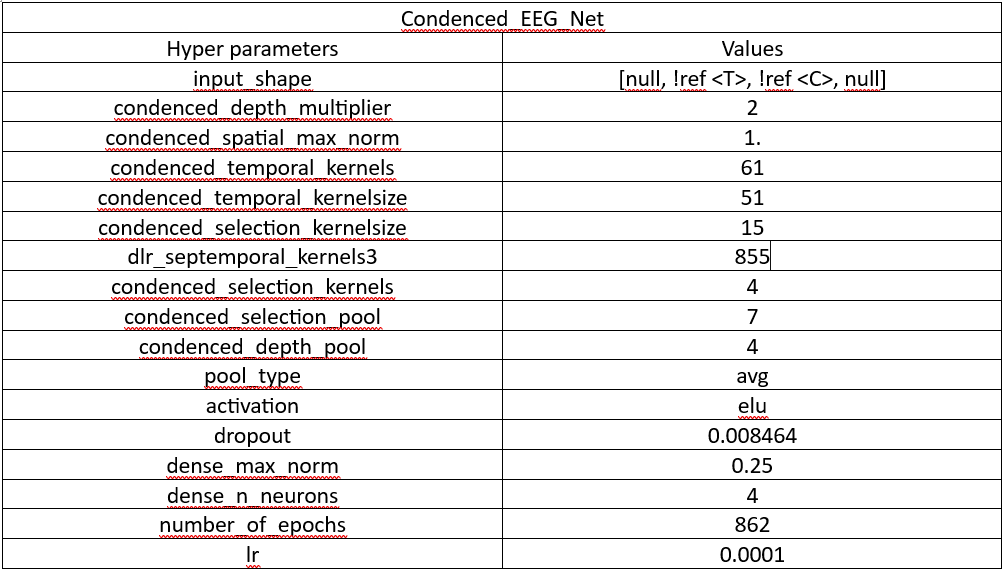 Condenced_EEG_Net
Hyper parameters Values
input_shape [null, !ref <T>, !ref <C>, null]
condenced_depth_multiplier 2
condenced_spatial_max_norm 1.
condenced_temporal_kernels 61
condenced_temporal_kernelsize 51
condenced_selection_kernelsize 15
dlr_septemporal_kernels3 855
condenced_selection_kernels 4
condenced_selection_pool 7
condenced_depth_pool 4
pool_type avg
activation elu
dropout 0.008464
dense_max_norm 0.25
dense_n_neurons 4
number_of_epochs 862
lr 0.0001